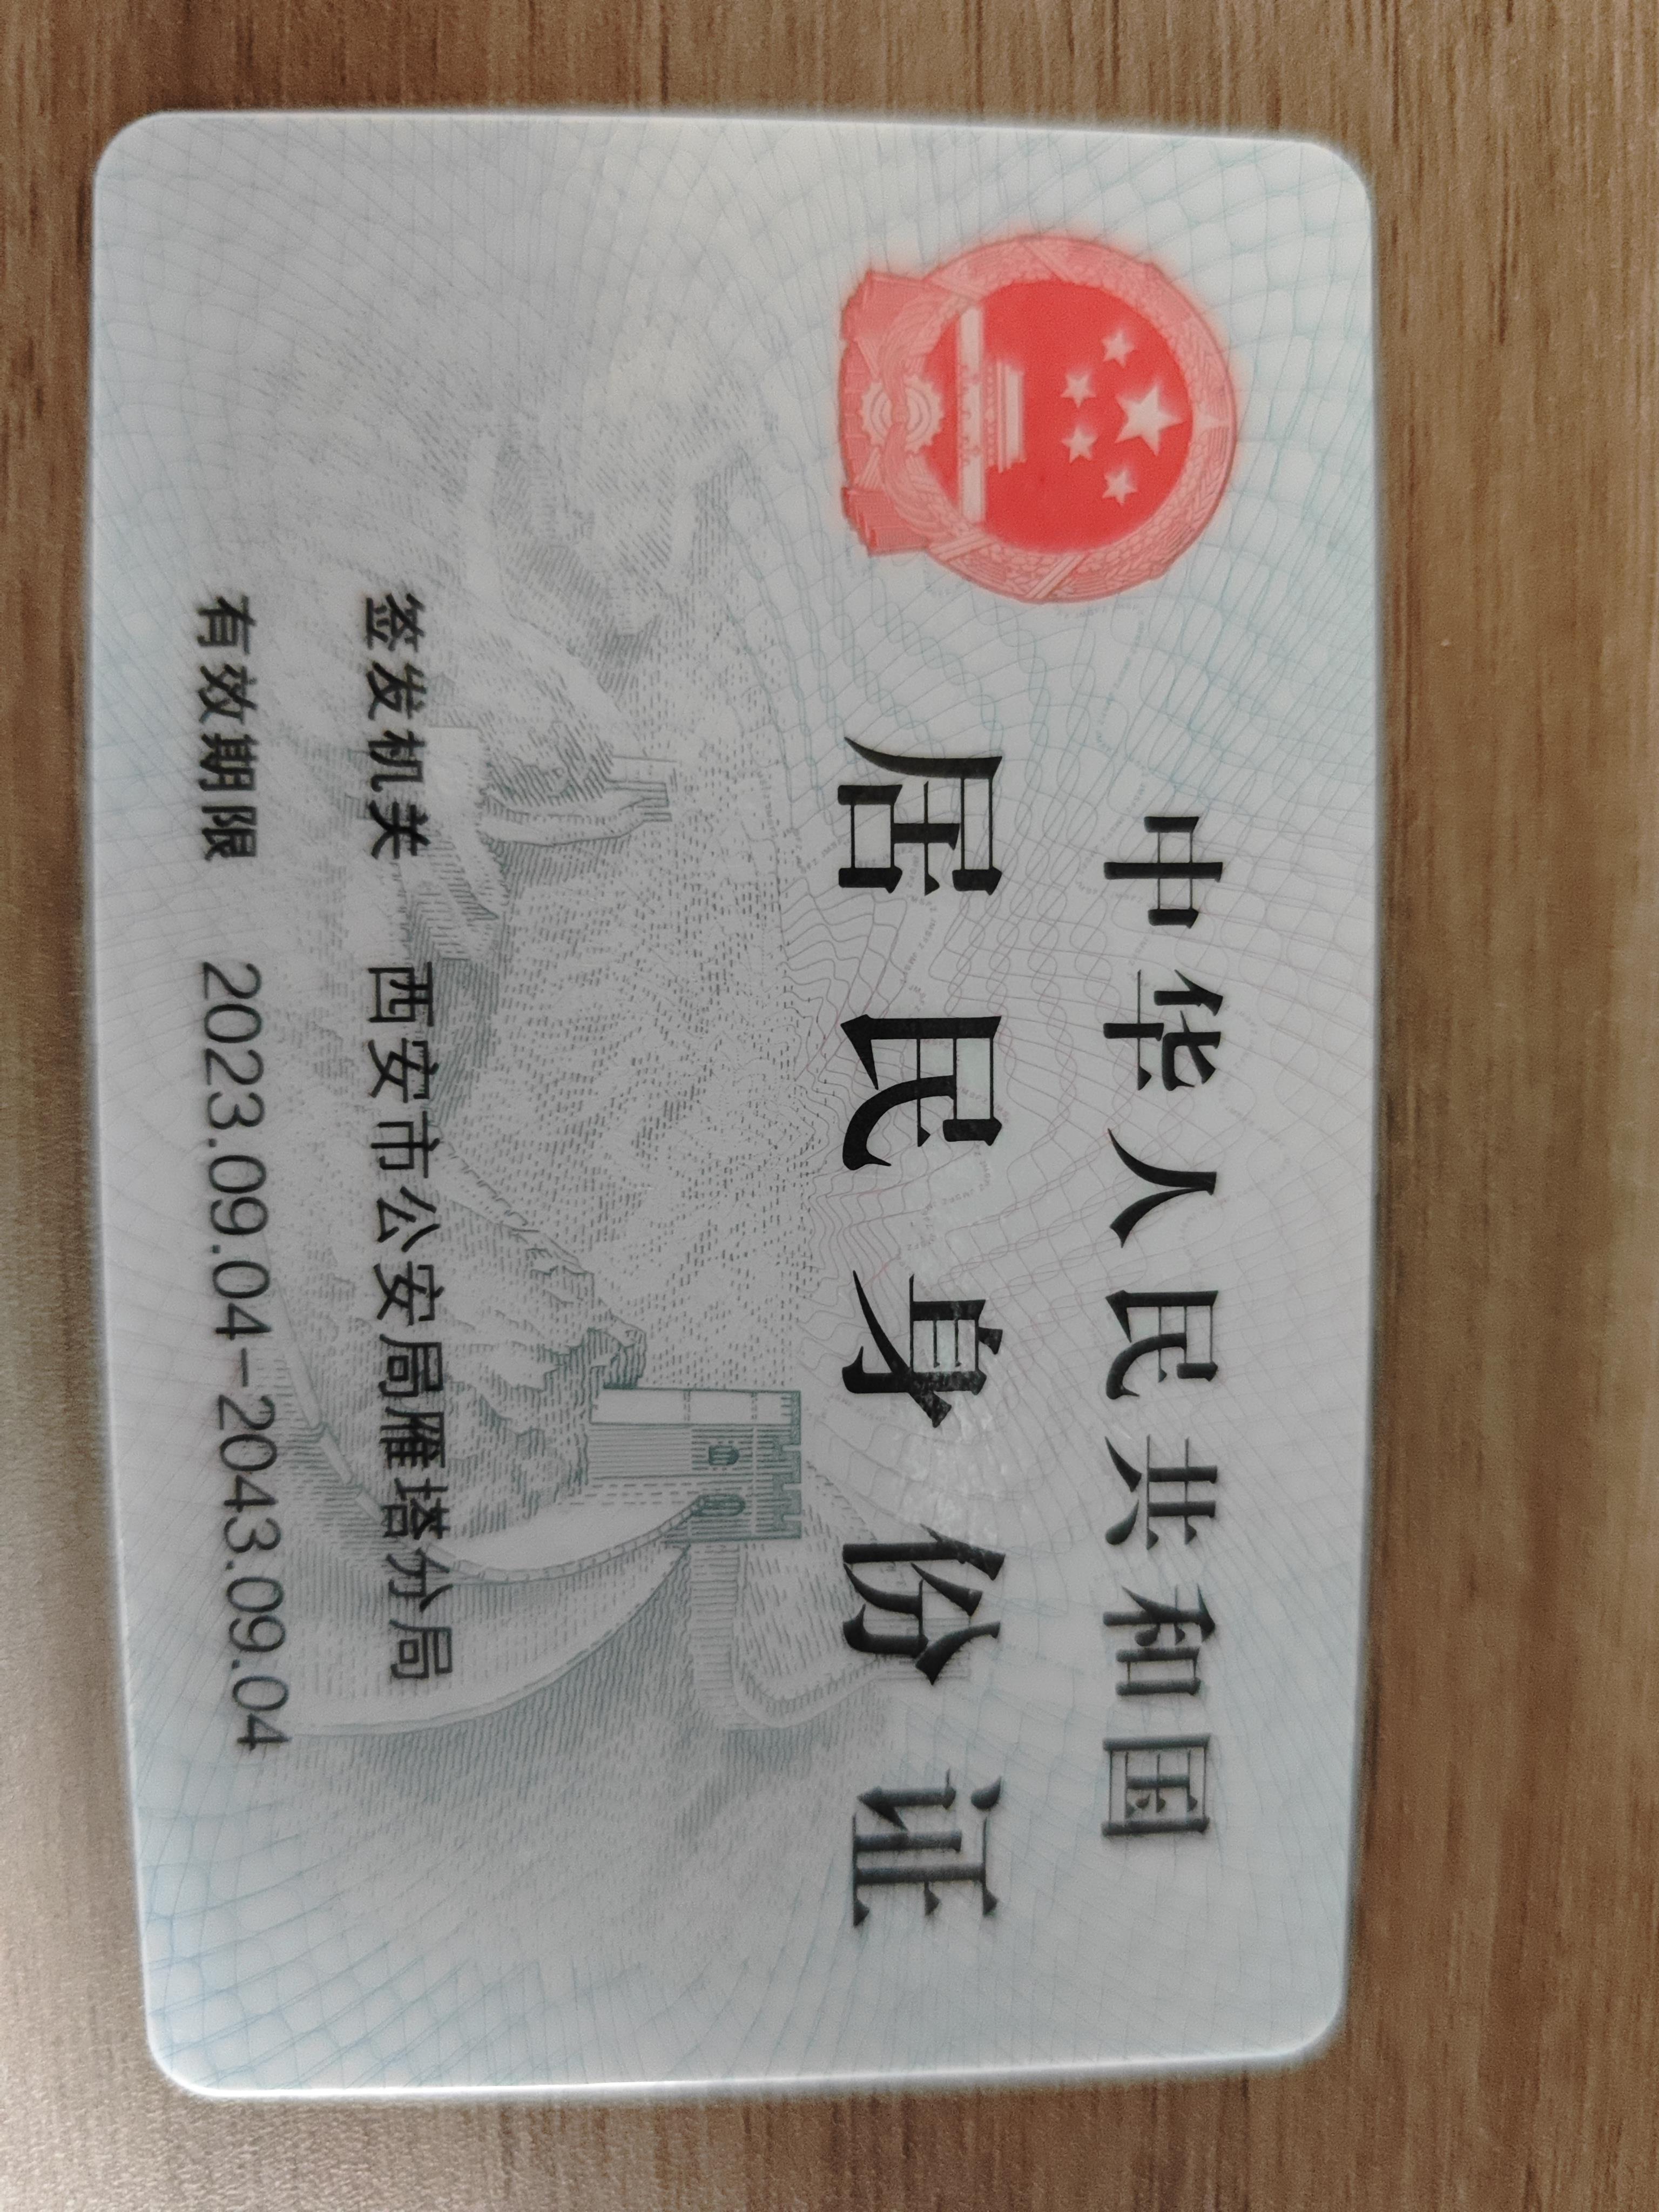 中华人民共和国
居民身份证
签发机关 西安市公安局雁塔分局
有效期限 2023.09.04-2043.09.04